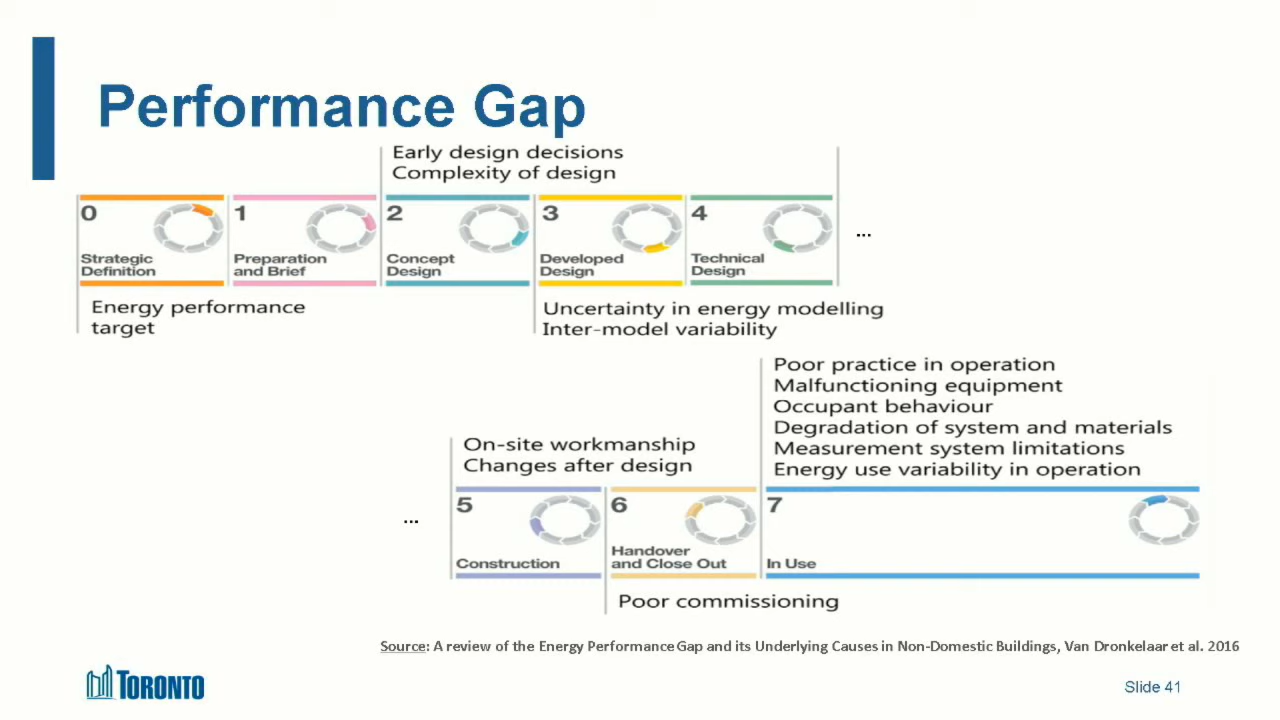 Performance Gap
Early design decisions
Complexity of design
0
Strategic
Definition
1
Preparation
and Brief
2
Concept
Design
3
Developed
Design
4
Technical
Design
...
Energy performance
target
Uncertainty in energy modelling
Inter-model variability
Poor practice in operation
Malfunctioning equipment
Occupant behaviour
Degradation of system and materials
Measurement system limitations
Energy use variability in operation
On-site workmanship
Changes after design
...
5
Construction
6
Handover
and Close Out
7
In Use
Poor commissioning
Source: A review of the Energy Performance Gap and its Underlying Causes in Non-Domestic Buildings, Van Dronkelaar et al. 2016
TORONTO
Slide 41